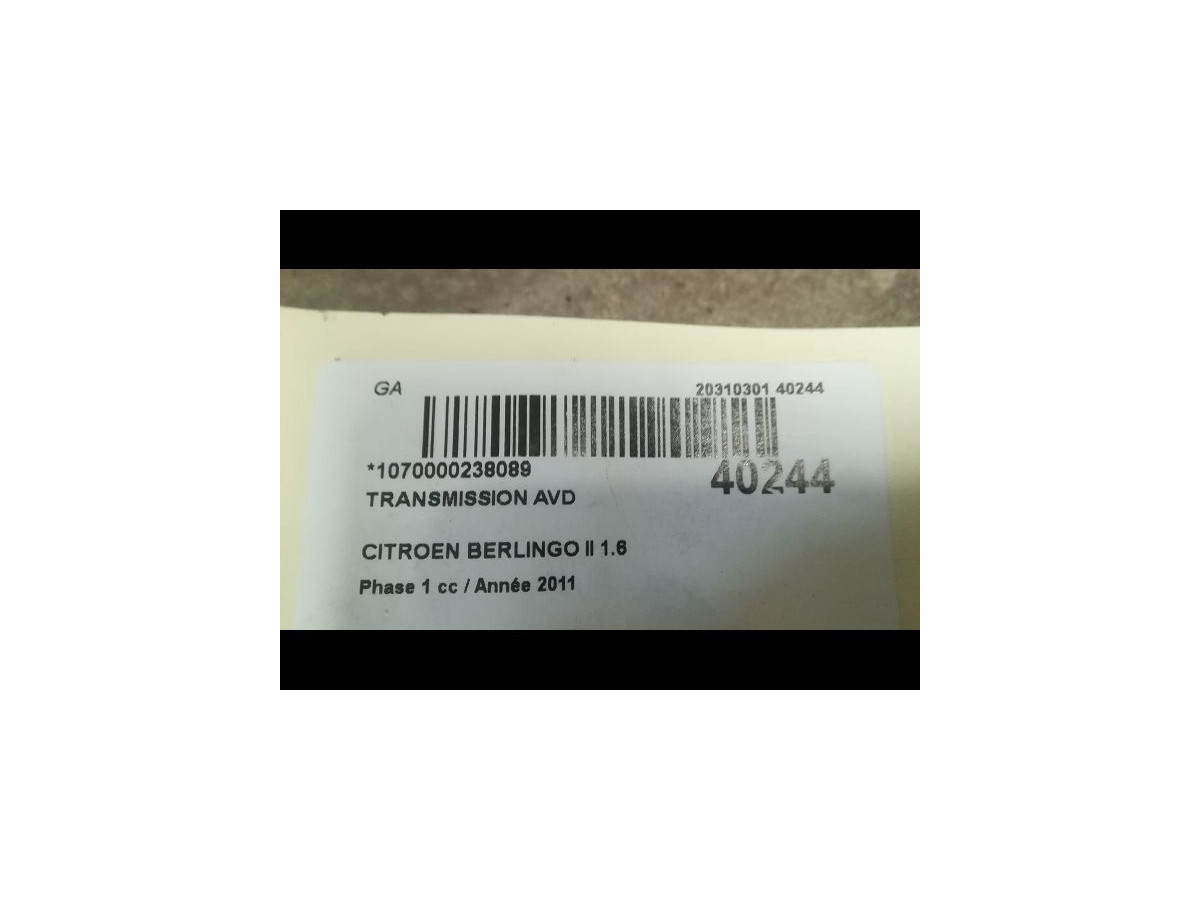 GA 20310301 40244
*1070000238089
40244
TRANSMISSION AVD
CITROEN BERLINGO II 1.6
Phase 1 cc / Année 2011